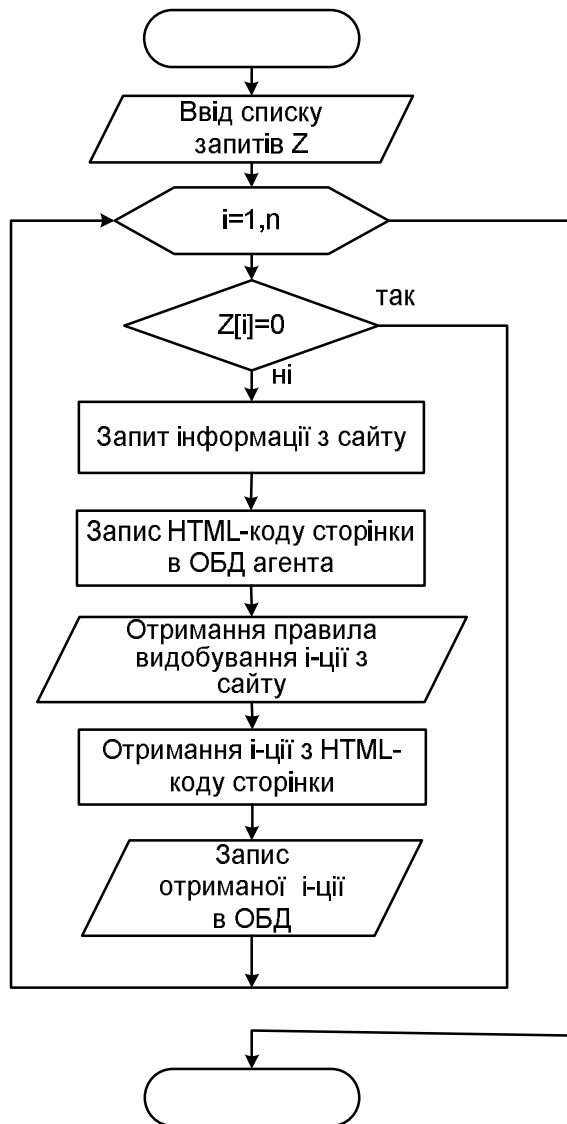 Ввід списку
запитів Z
i=1,n
так
Z[i]=0
ні
Запит інформації з сайту
Запис HTML-коду сторінки
в ОБД агента
Отримання правила
видобування і-ції з
сайту
Отримання і-ції з HTML-
коду сторінки
Запис
отриманої і-ції
в ОБД